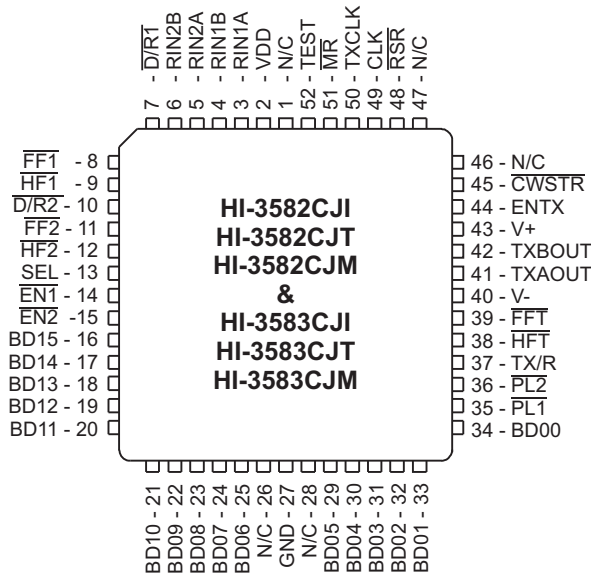 7 - D/R1
6 - RIN2B
5 - RIN2A
4 - RIN1B
3 - RIN1A
2 - VDD
1 - N/C
52 - TEST
51 - MR
50 - TXCLK
49 - CLK
48 - RSR
47 - N/C
FF1 - 8
HF1 - 9
D/R2 - 10
FF2 - 11
HF2 - 12
SEL - 13
EN1 - 14
EN2 -15
BD15 - 16
BD14 - 17
BD13 - 18
BD12 - 19
BD11 - 20
HI-3582CJI
HI-3582CJT
HI-3582CJM
&
HI-3583CJI
HI-3583CJT
HI-3583CJM
46 - N/C
45 - CWSTR
44 - ENTX
43 - V+
42 - TXBOUT
41 - TXAOUT
40 - V-
39 - FFT
38 - HFT
37 - TX/R
36 - PL2
35 - PL1
34 - BD00
BD10 - 21
BD09 - 22
BD08 - 23
BD07 - 24
BD06 - 25
N/C - 26
GND - 27
N/C - 28
BD05 - 29
BD04 - 30
BD03 - 31
BD02 - 32
BD01 - 33